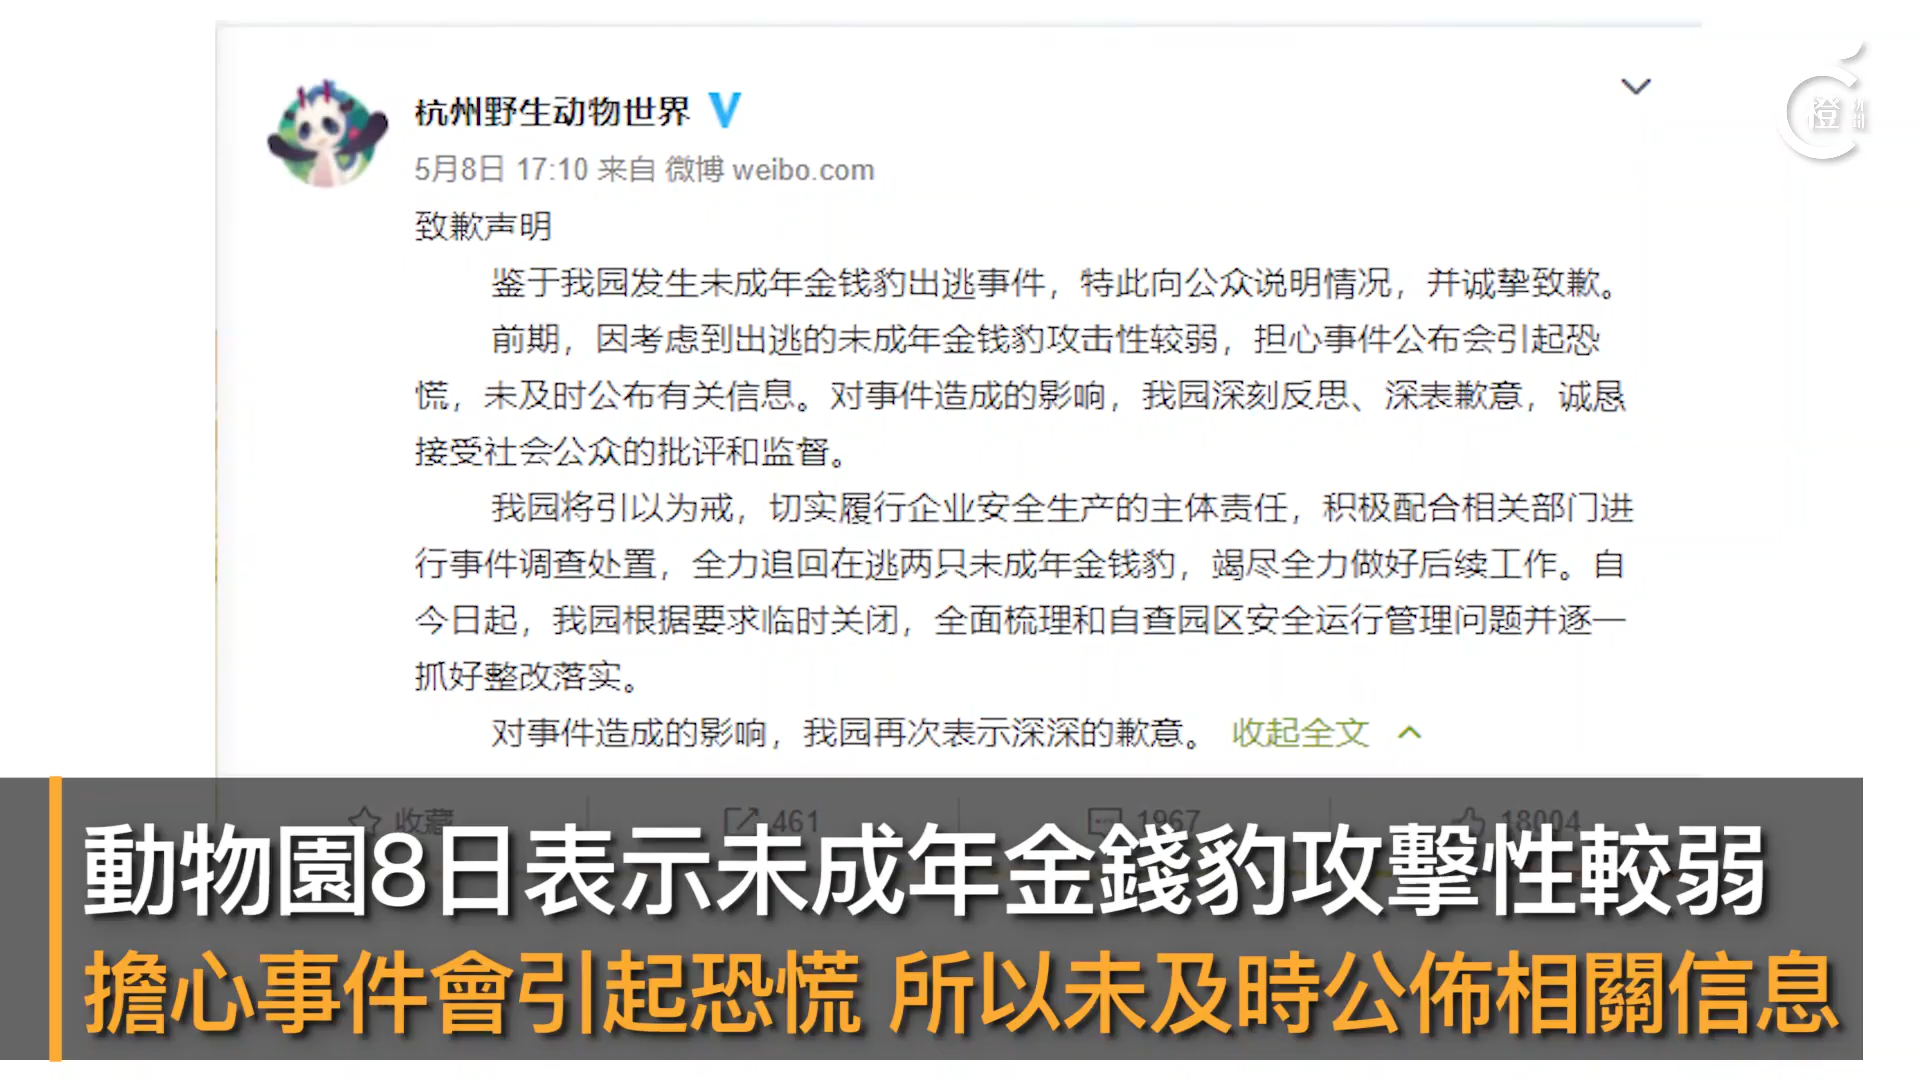 杭州野生动物世界
5月8日 17:10 来自 微博 weibo.com
致歉声明
鉴于我园发生未成年金钱豹出逃事件，特此向公众说明情况，并诚挚致歉。
前期，因考虑到出逃的未成年金钱豹攻击性较弱，担心事件公布会引起恐
慌，未及时公布有关信息。对事件造成的影响，我园深刻反思、深表歉意，诚恳
接受社会公众的批评和监督。
我园将引以为戒，切实履行企业安全生产的主体责任，积极配合相关部门进
行事件调查处置，全力追回在逃两只未成年金钱豹，竭尽全力做好后续工作。自
今日起，我园根据要求临时关闭，全面梳理和自查园区安全运行管理问题并逐一
抓好整改落实。
对事件造成的影响，我园再次表示深深的歉意。 收起全文
收藏 461 1967 18004
動物園8日表示未成年金錢豹攻擊性較弱
擔心事件會引起恐慌 所以未及時公佈相關信息
橙新聞